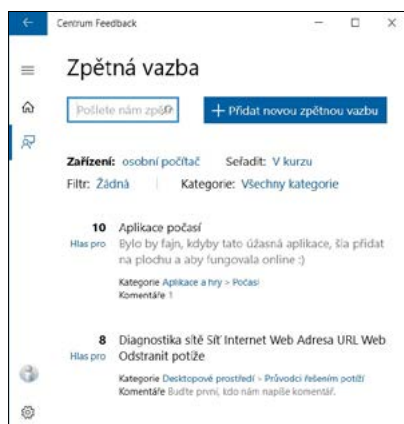 Centrum Feedback
Zpětná vazba
Pošlete nám zpě
+ Přidat novou zpětnou vazbu
Zařízení: osobní počítač Seřadit: V kurzu
Filtr: Žádná Kategorie: Všechny kategorie
10 Aplikace počasí
Hlas pro Bylo by fajn, kdyby tato úžasná aplikace, šla přidat
na plochu a aby fungovala online :)
Kategorie Aplikace a hry > Počasí
Komentáře 1
8 Diagnostika sítě Síť Internet Web Adresa URL Web
Hlas pro Odstranit potíže
Kategorie Desktopové prostředí > Průvodci řešením potíží
Komentáře Buďte první, kdo nám napíše komentář.